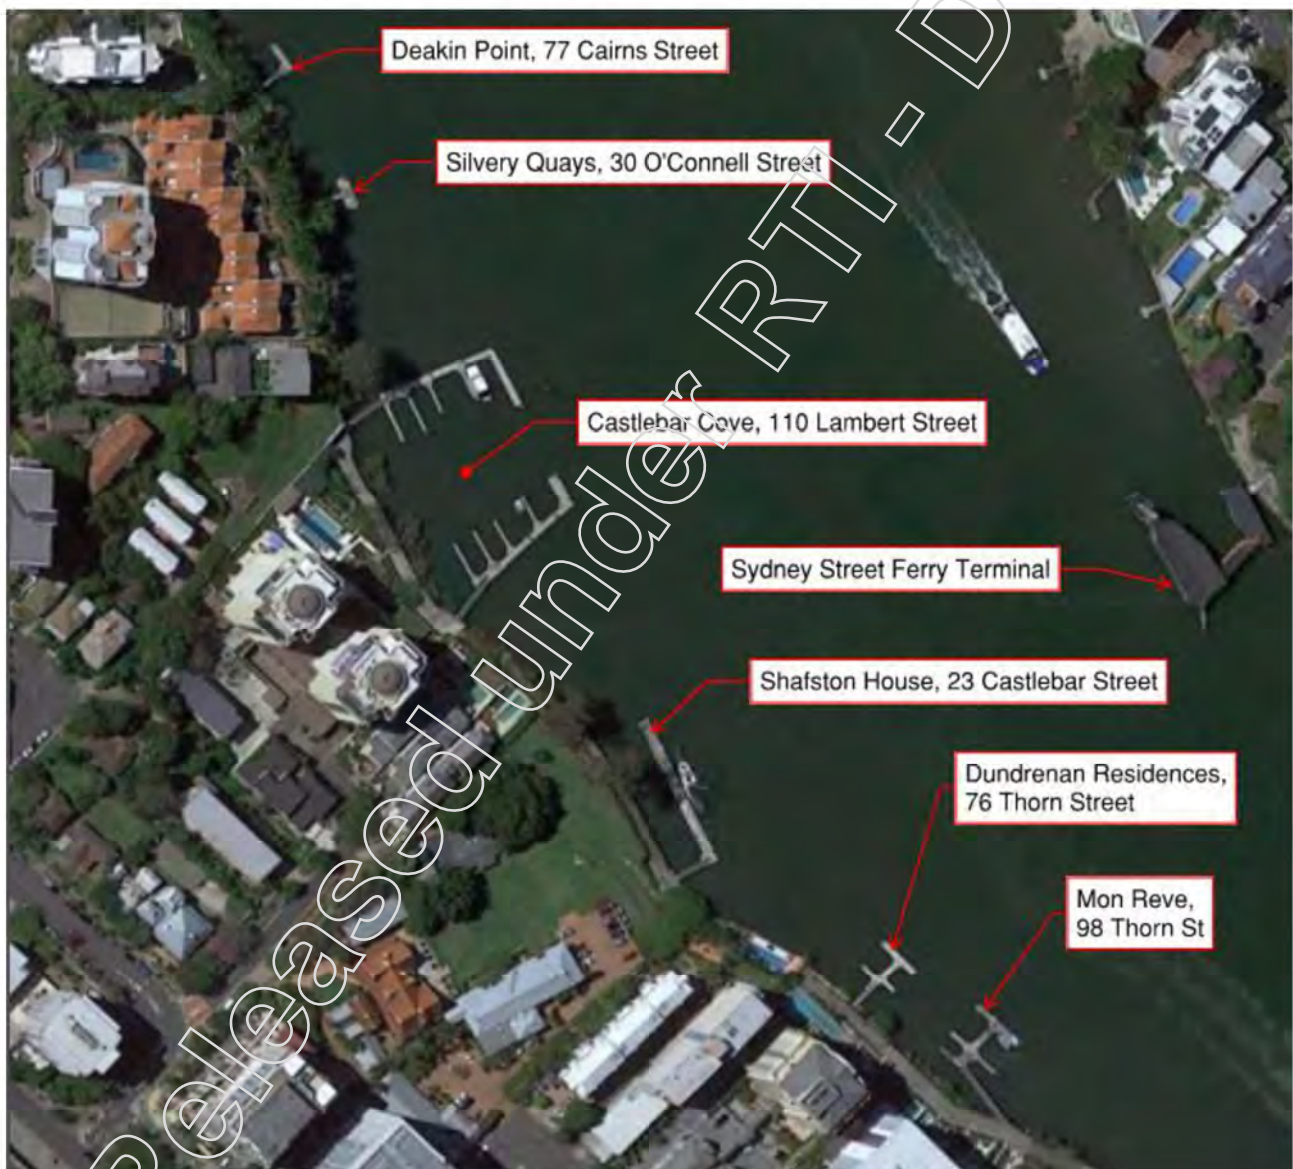 Deakin Point, 77 Cairns Street
Silvery Quays, 30 O'Connell Street
Castlebar Cove, 110 Lambert Street
Sydney Street Ferry Terminal
Shafston House, 23 Castlebar Street
Dundrenan Residences,
76 Thorn Street
Mon Reve,
98 Thorn St
Released under RTI - D